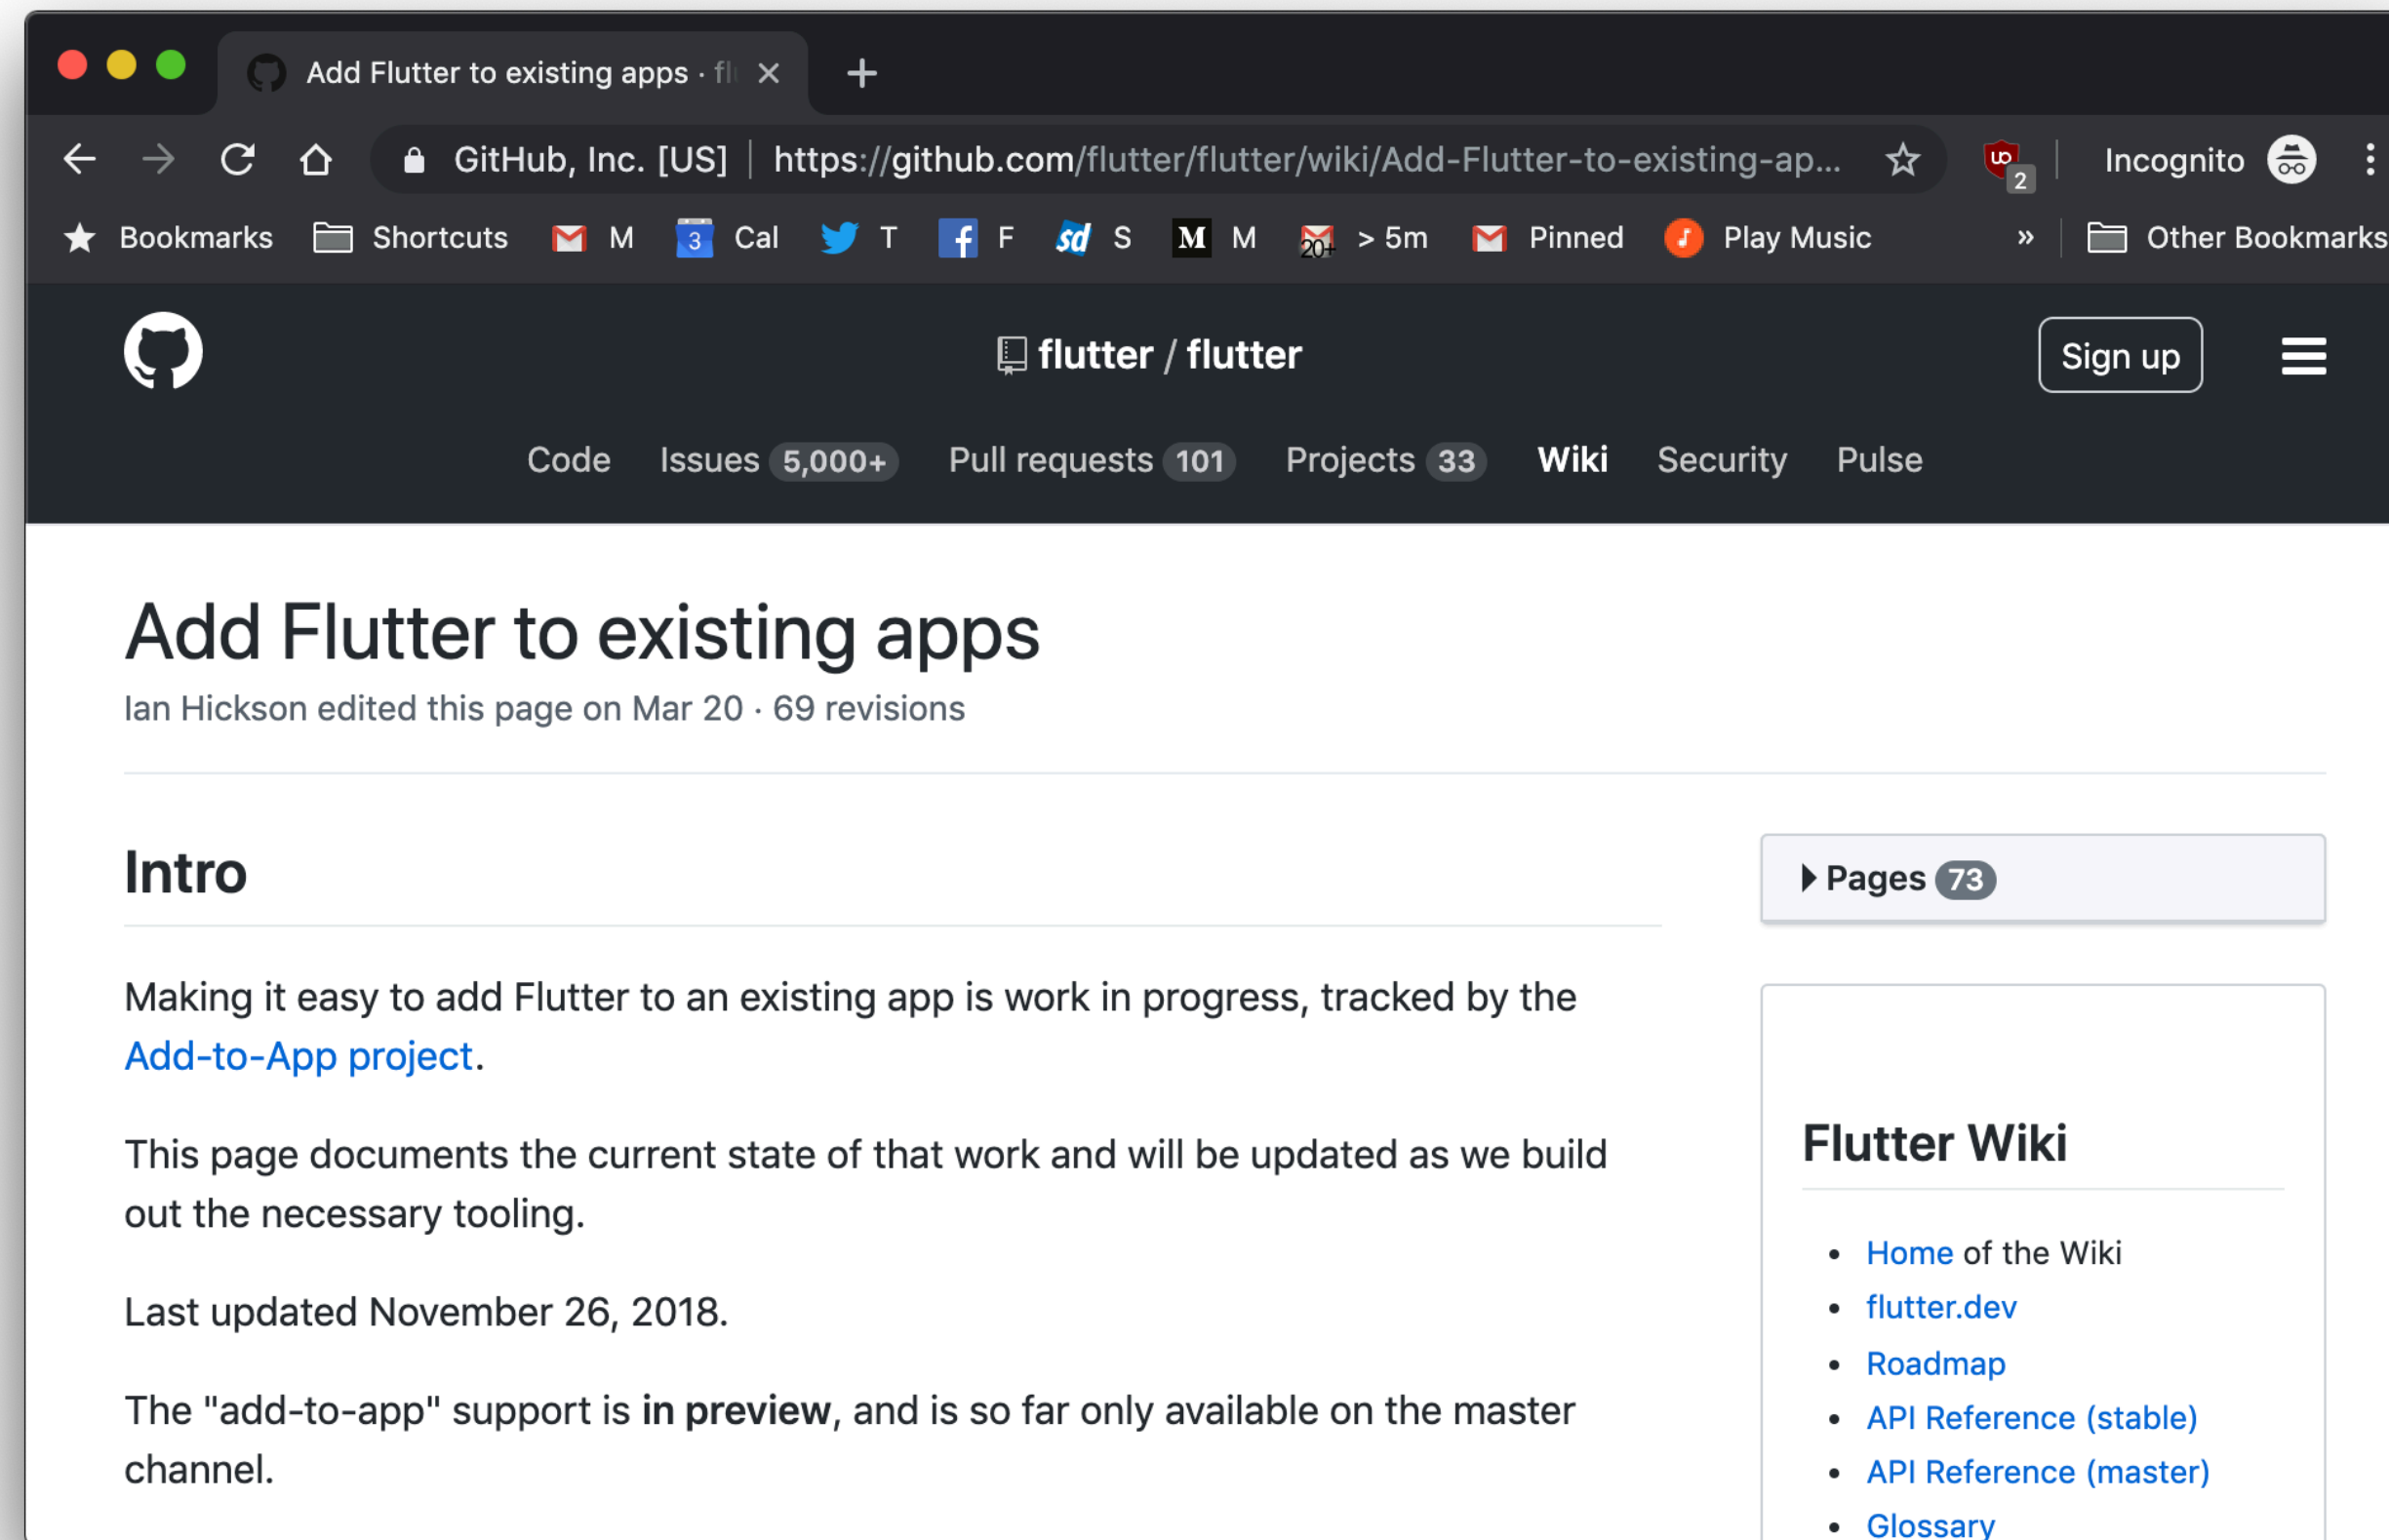 Add Flutter to existing apps · fl
GitHub, Inc. [US] | https://github.com/flutter/flutter/wiki/Add-Flutter-to-existing-ap...
2
Incognito
Bookmarks Shortcuts M 3 Cal T F sd S M M 20+ > 5m Pinned Play Music » Other Bookmarks
flutter / flutter
Sign up
Code Issues 5,000+ Pull requests 101 Projects 33 Wiki Security Pulse
Add Flutter to existing apps
Ian Hickson edited this page on Mar 20 · 69 revisions
Intro
Making it easy to add Flutter to an existing app is work in progress, tracked by the
Add-to-App project.
This page documents the current state of that work and will be updated as we build
out the necessary tooling.
Last updated November 26, 2018.
The "add-to-app" support is in preview, and is so far only available on the master
channel.
Pages 73
Flutter Wiki
• Home of the Wiki
• flutter.dev
• Roadmap
• API Reference (stable)
• API Reference (master)
• Glossary